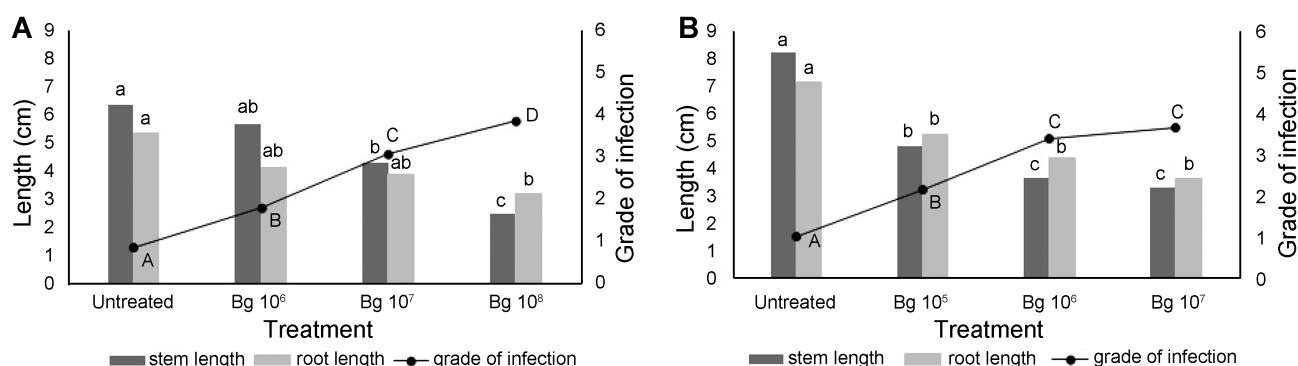 A
9
8
7
6
5
4
3
2
1
0
Length (cm)
6
5
4
3
2
1
0
Grade of infection
a
a
A
ab
ab
B
b
ab
C
c
b
D
Untreated Bg 10⁶ Bg 10⁷ Bg 10⁸
Treatment
stem length root length grade of infection
B
9
8
7
6
5
4
3
2
1
0
Length (cm)
6
5
4
3
2
1
0
Grade of infection
a
a
A
b
b
B
c
b
C
c
b
C
Untreated Bg 10⁵ Bg 10⁶ Bg 10⁷
Treatment
stem length root length grade of infection